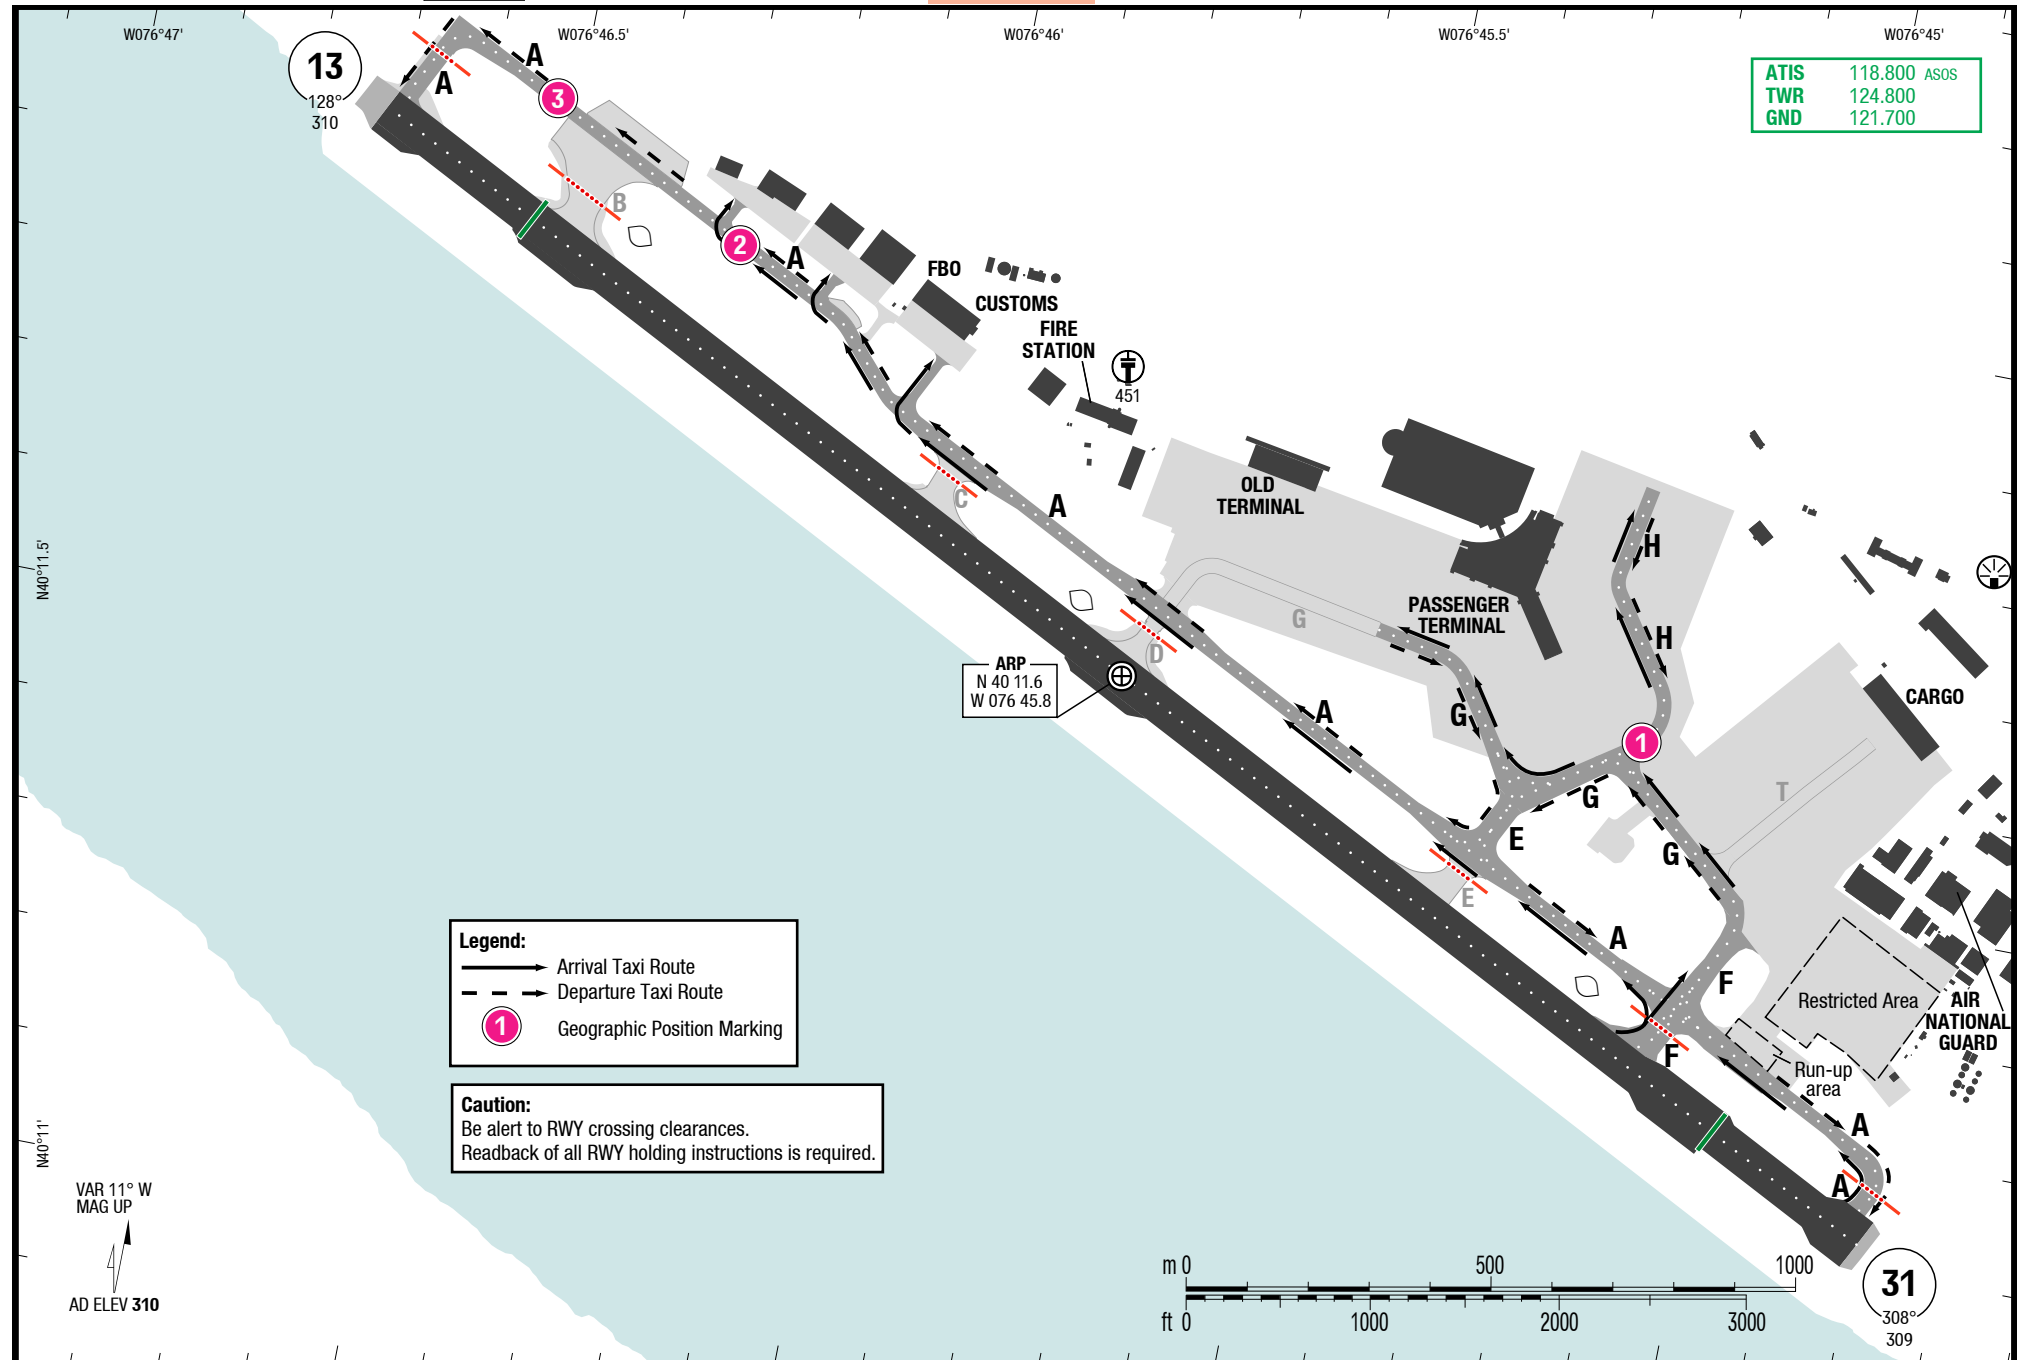 W076°47'
W076°46.5'
W076°46'
W076°45.5'
W076°45'
13
128°
310
A
A
3
ATIS 118.800 ASOS
TWR 124.800
GND 121.700
B
2
A
FBO
CUSTOMS
FIRE
STATION
451
C
A
OLD
TERMINAL
H
N40°11.5'
PASSENGER
TERMINAL
G
H
D
ARP
N 40 11.6
W 076 45.8
A
G
CARGO
1
G
T
E
G
E
A
F
Restricted Area
AIR
NATIONAL
GUARD
F
Run-up
area
A
A
Legend:
Arrival Taxi Route
Departure Taxi Route
1 Geographic Position Marking
Caution:
Be alert to RWY crossing clearances.
Readback of all RWY holding instructions is required.
N40°11'
VAR 11° W
MAG UP
AD ELEV 310
m 0 500 1000
ft 0 1000 2000 3000
31
308°
309